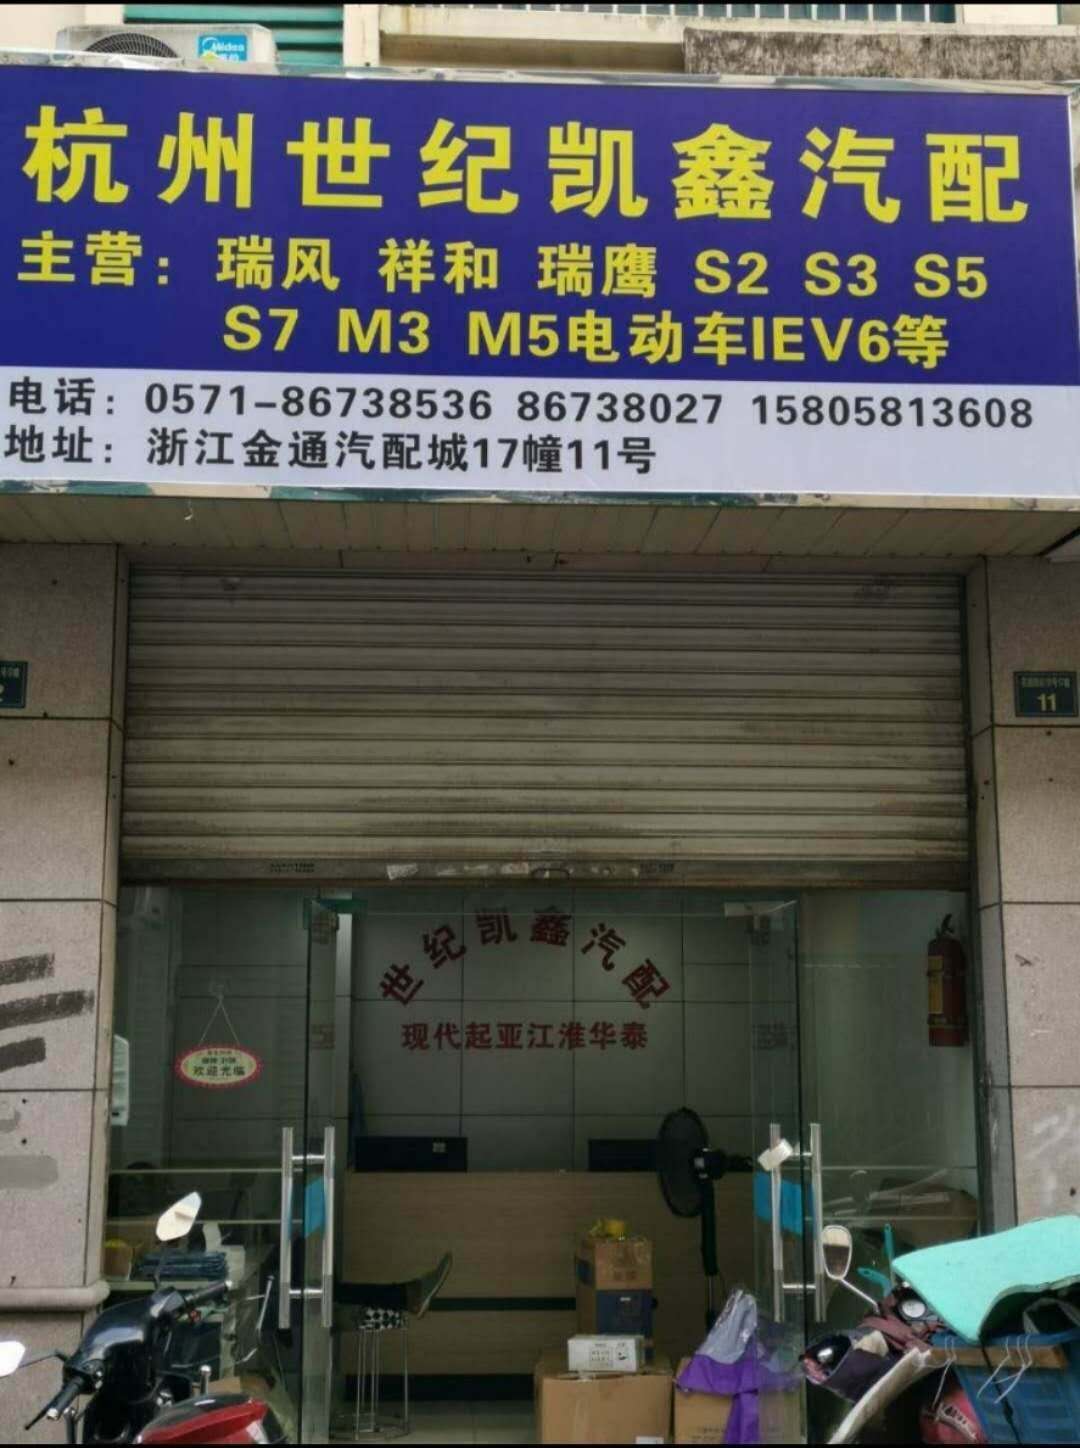 Midea
杭州世纪凯鑫汽配
主营：瑞风 祥和 瑞鹰 S2 S3 S5
S7 M3 M5电动车IEV6等
电话：0571-86738536 86738027 15805813608
地址：浙江金通汽配城17幢11号
11
世纪凯鑫汽配
现代起亚江淮华泰
欢迎光临